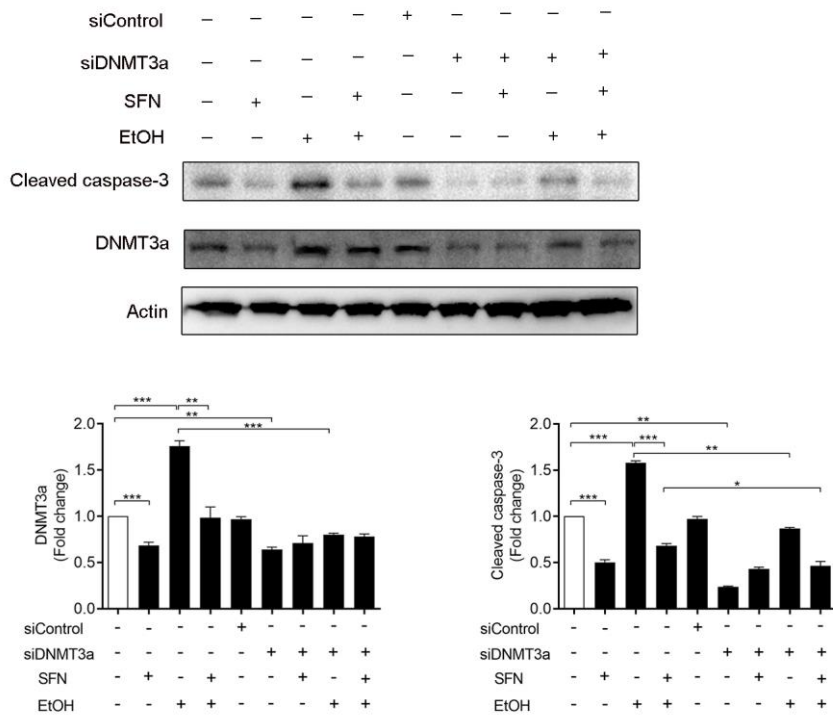 siControl – – – – + – – – –
siDNMT3a – – – – – + + + +
SFN – + – + – – + – +
EtOH – – + + – – – + +
Cleaved caspase-3
DNMT3a
Actin
DNMT3a
(Fold change)
2.0
1.5
1.0
0.5
0.0
*** **
**
***
***
siControl - - - - + - - - -
siDNMT3a - - - - - + + + +
SFN - + - + - - + - +
EtOH - - + + - - - + +
Cleaved caspase-3
(Fold change)
2.0
1.5
1.0
0.5
0.0
**
*** ***
**
*
***
siControl - - - - + - - - -
siDNMT3a - - - - - + + + +
SFN - + - + - - + - +
EtOH - - + + - - - + +